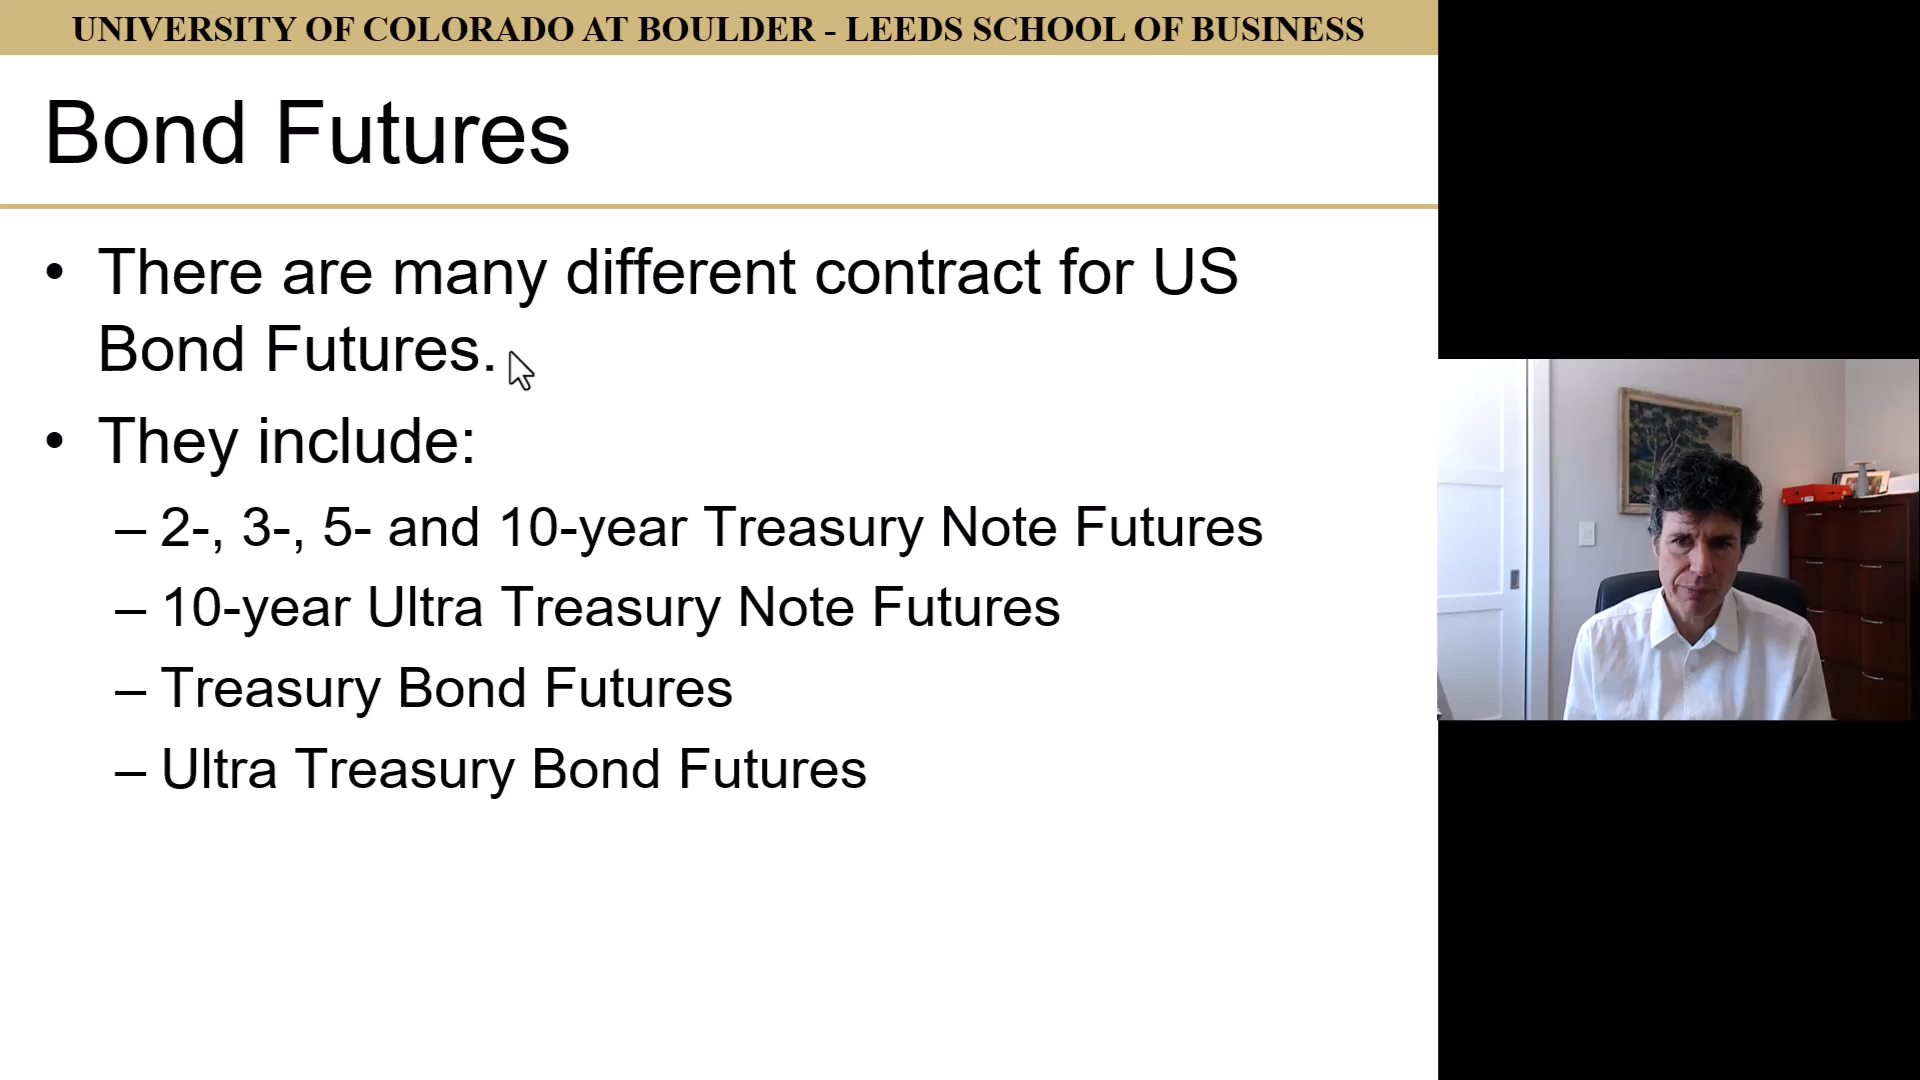 UNIVERSITY OF COLORADO AT BOULDER - LEEDS SCHOOL OF BUSINESS
Bond Futures
• There are many different contract for US
Bond Futures.
• They include:
– 2-, 3-, 5- and 10-year Treasury Note Futures
– 10-year Ultra Treasury Note Futures
– Treasury Bond Futures
– Ultra Treasury Bond Futures